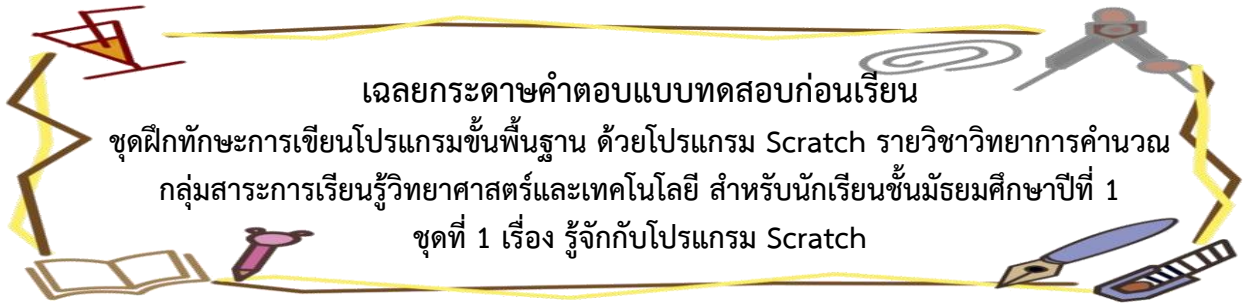 เฉลยกระดาษคำตอบแบบทดสอบก่อนเรียน
ชุดฝึกทักษะการเขียนโปรแกรมขั้นพื้นฐาน ด้วยโปรแกรม Scratch รายวิชาวิทยาการคำนวณ
กลุ่มสาระการเรียนรู้วิทยาศาสตร์และเทคโนโลยี สำหรับนักเรียนชั้นมัธยมศึกษาปีที่ 1
ชุดที่ 1 เรื่อง รู้จักกับโปรแกรม Scratch